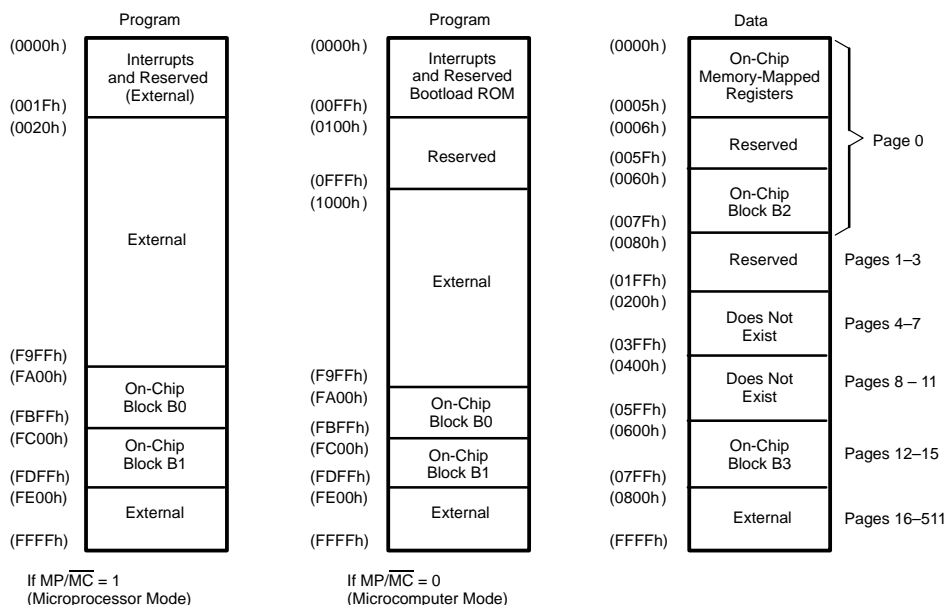 Program
(0000h)
Interrupts
and Reserved
(External)
(001Fh)
(0020h)
External
(F9FFh)
(FA00h)
On-Chip
Block B0
(FBFFh)
(FC00h)
On-Chip
Block B1
(FDFFh)
(FE00h)
External
(FFFFh)
If MP/MC = 1
(Microprocessor Mode)
Program
(0000h)
Interrupts
and Reserved
Bootload ROM
(00FFh)
(0100h)
Reserved
(0FFFh)
(1000h)
External
(F9FFh)
(FA00h)
On-Chip
Block B0
(FBFFh)
(FC00h)
On-Chip
Block B1
(FDFFh)
(FE00h)
External
(FFFFh)
If MP/MC = 0
(Microcomputer Mode)
Data
(0000h)
On-Chip
Memory-Mapped
Registers
(0005h)
(0006h)
Reserved
Page 0
(005Fh)
(0060h)
On-Chip
Block B2
(007Fh)
(0080h)
Reserved
Pages 1–3
(01FFh)
(0200h)
Does Not
Exist
Pages 4–7
(03FFh)
(0400h)
Does Not
Exist
Pages 8 – 11
(05FFh)
(0600h)
On-Chip
Block B3
Pages 12–15
(07FFh)
(0800h)
External
Pages 16–511
(FFFFh)